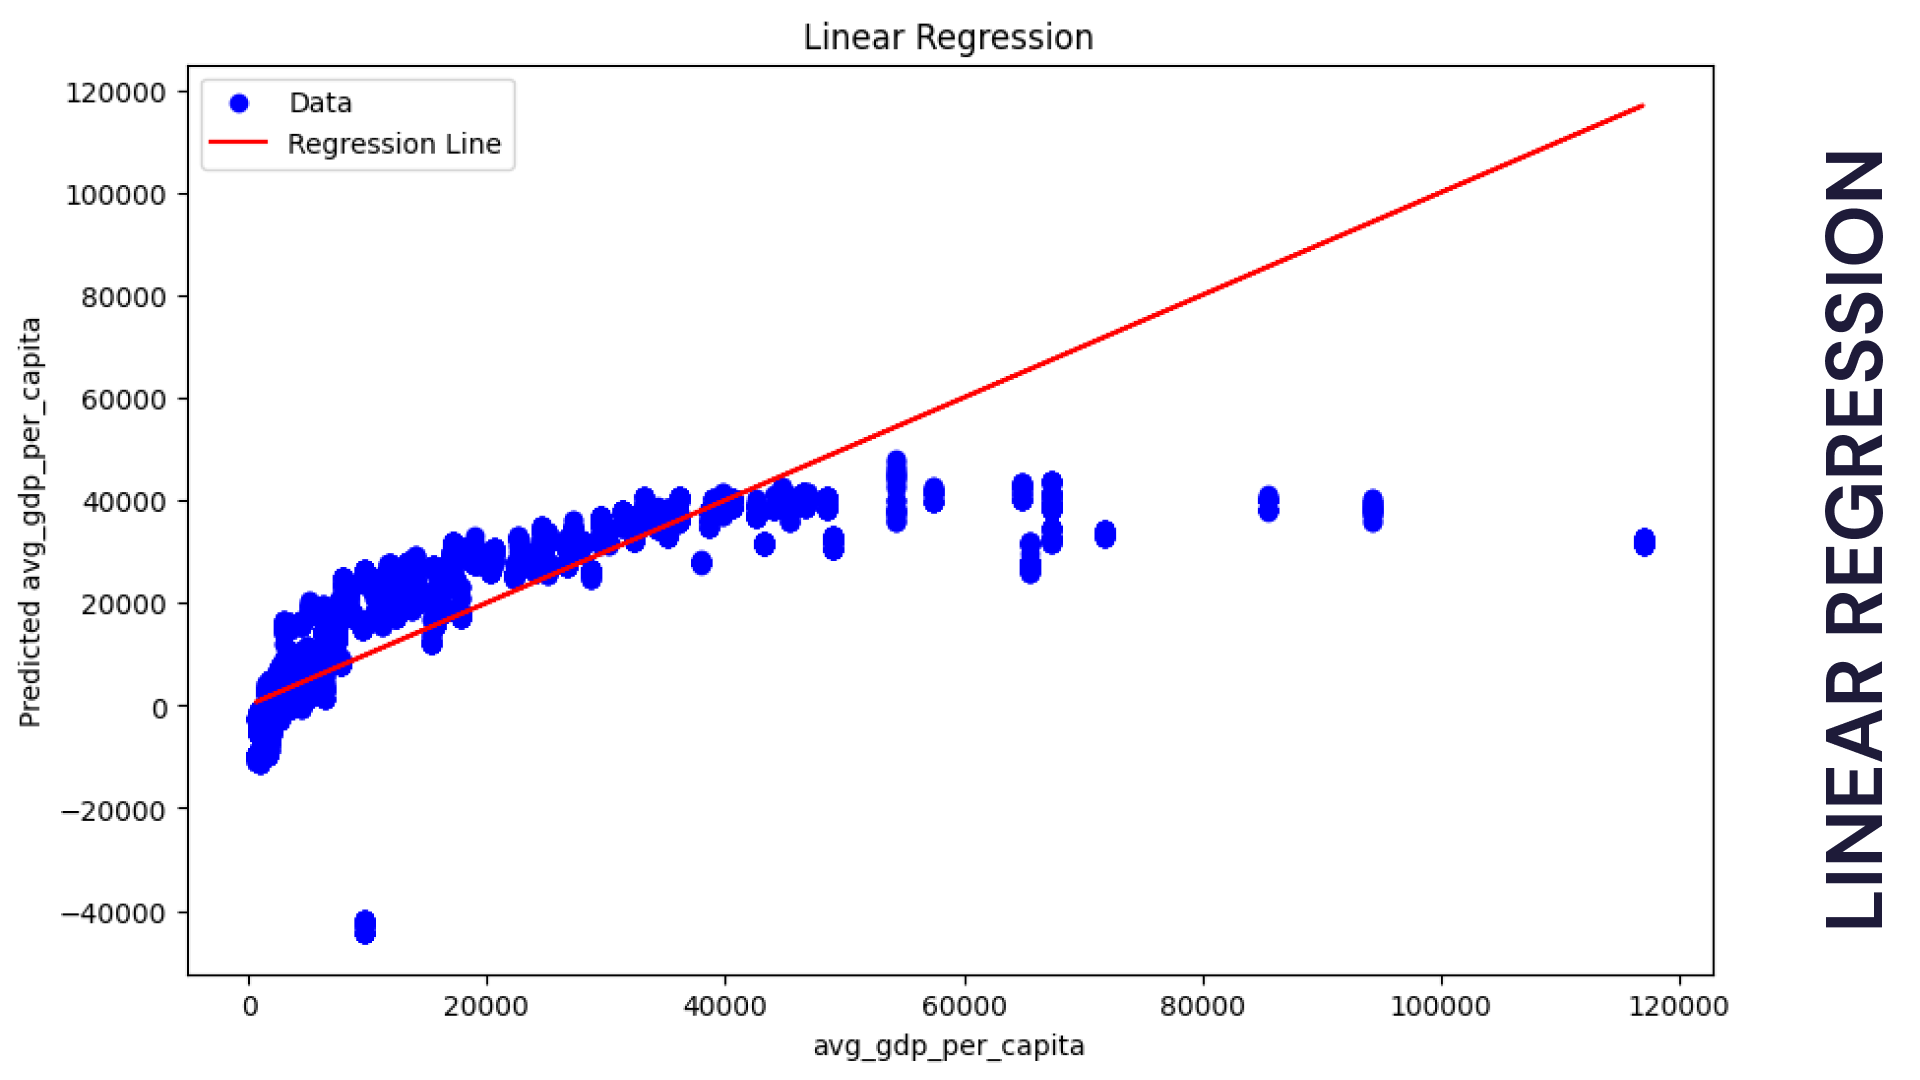 Linear Regression
Data
Regression Line
120000
100000
80000
60000
40000
20000
0
−20000
−40000
Predicted avg_gdp_per_capita
0 20000 40000 60000 80000 100000 120000
avg_gdp_per_capita
LINEAR REGRESSION